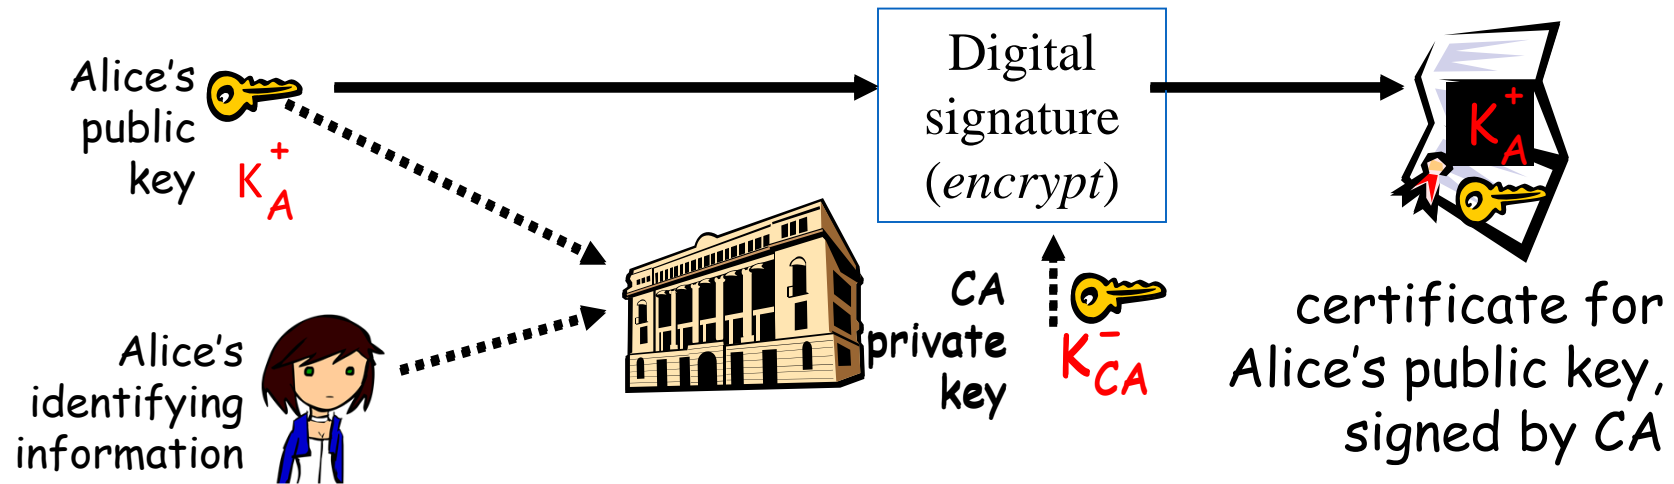 Alice's
public
key
K+A
Digital
signature
(encrypt)
K+A
CA
private
key
K-CA
certificate for
Alice's public key,
signed by CA
Alice's
identifying
information